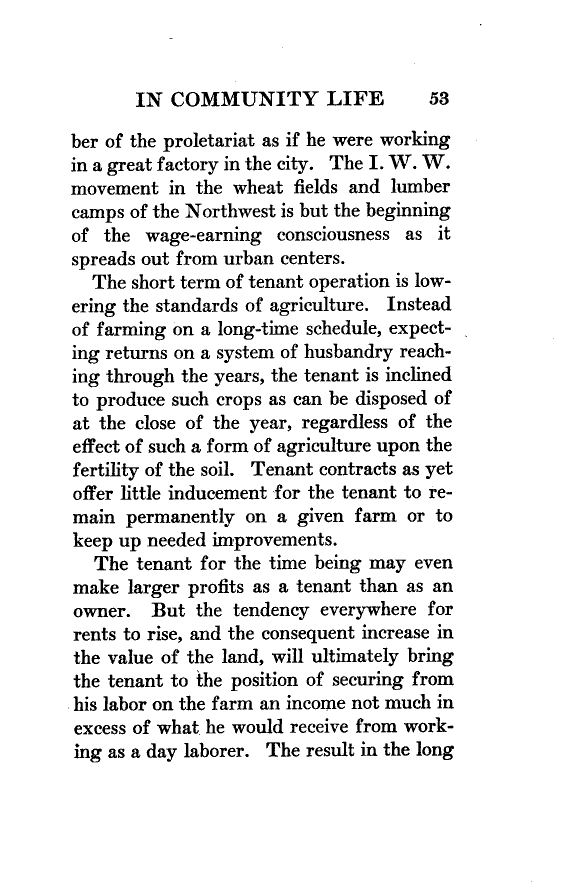 IN COMMUNITY LIFE 53
ber of the proletariat as if he were working
in a great factory in the city. The I. W. W.
movement in the wheat fields and lumber
camps of the Northwest is but the beginning
of the wage-earning consciousness as it
spreads out from urban centers.
The short term of tenant operation is low-
ering the standards of agriculture. Instead
of farming on a long-time schedule, expect-
ing returns on a system of husbandry reach-
ing through the years, the tenant is inclined
to produce such crops as can be disposed of
at the close of the year, regardless of the
effect of such a form of agriculture upon the
fertility of the soil. Tenant contracts as yet
offer little inducement for the tenant to re-
main permanently on a given farm or to
keep up needed improvements.
The tenant for the time being may even
make larger profits as a tenant than as an
owner. But the tendency everywhere for
rents to rise, and the consequent increase in
the value of the land, will ultimately bring
the tenant to the position of securing from
his labor on the farm an income not much in
excess of what he would receive from work-
ing as a day laborer. The result in the long